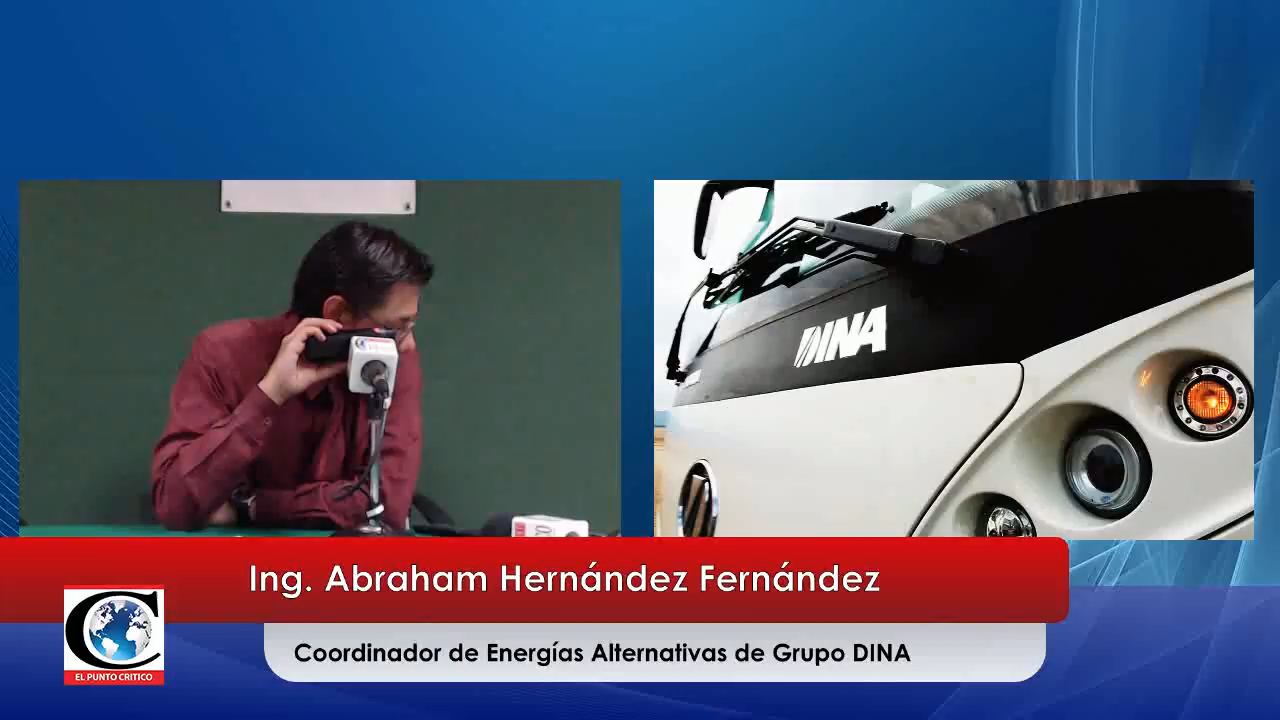 DINA
Ing. Abraham Hernández Fernández
Coordinador de Energías Alternativas de Grupo DINA
C
EL PUNTO CRITICO